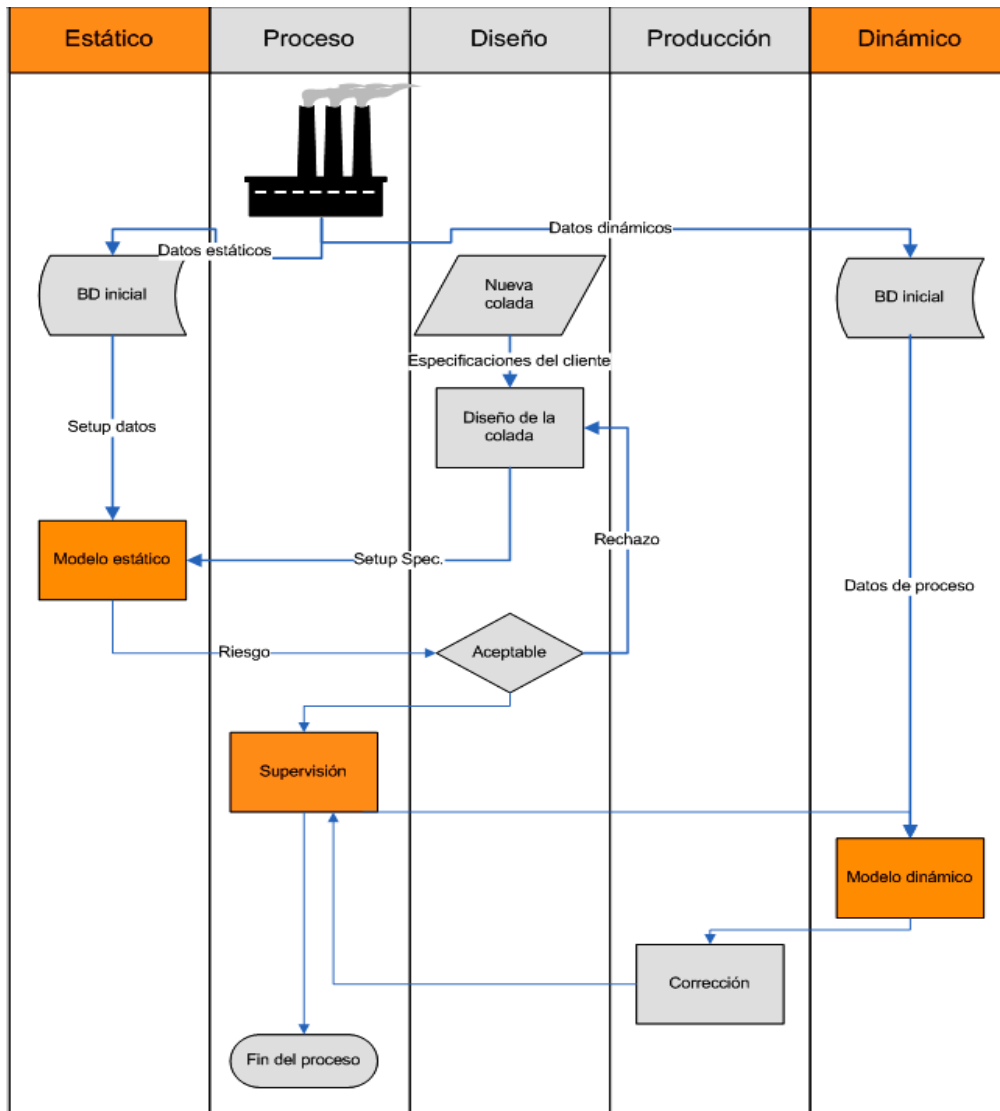 Estático
Proceso
Diseño
Producción
Dinámico
Datos dinámicos
Datos estáticos
BD inicial
Nueva
colada
BD inicial
Especificaciones del cliente
Diseño de la
colada
Setup datos
Rechazo
Modelo estático
Setup Spec.
Datos de proceso
Riesgo
Aceptable
Supervisión
Modelo dinámico
Corrección
Fin del proceso